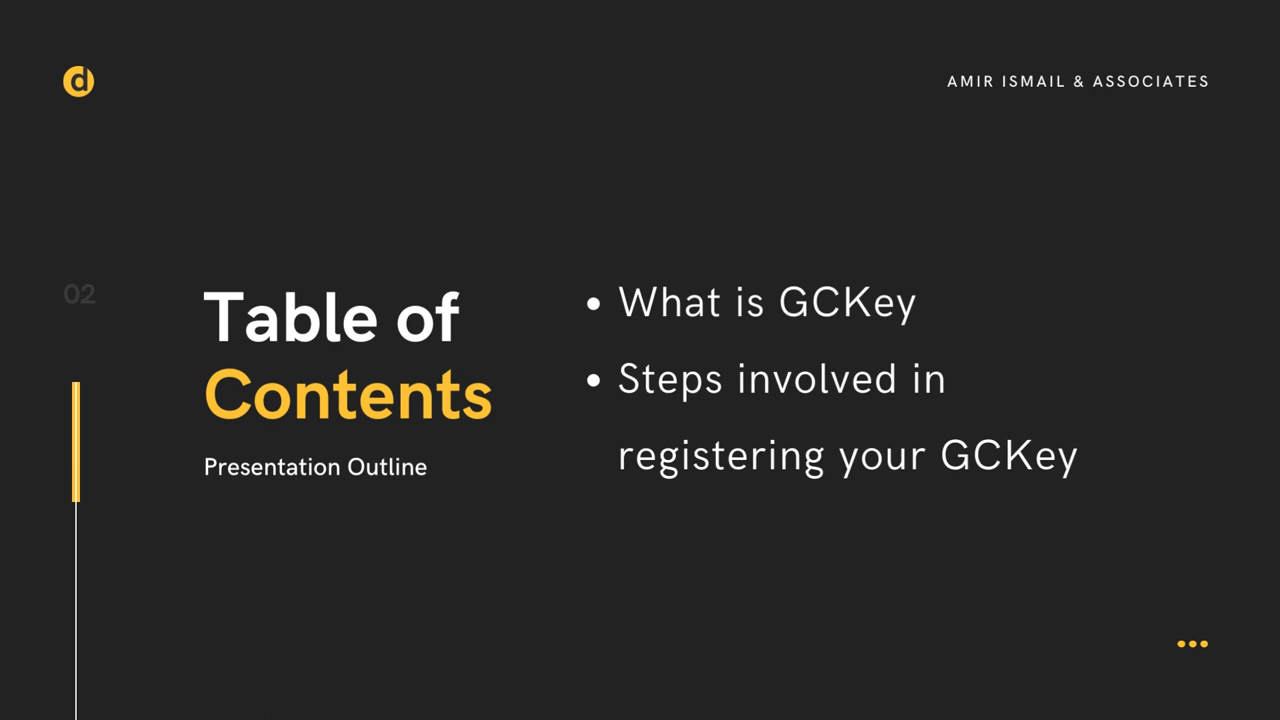 d
AMIR ISMAIL & ASSOCIATES
02
Table of
Contents
Presentation Outline
• What is GCKey
• Steps involved in
registering your GCKey